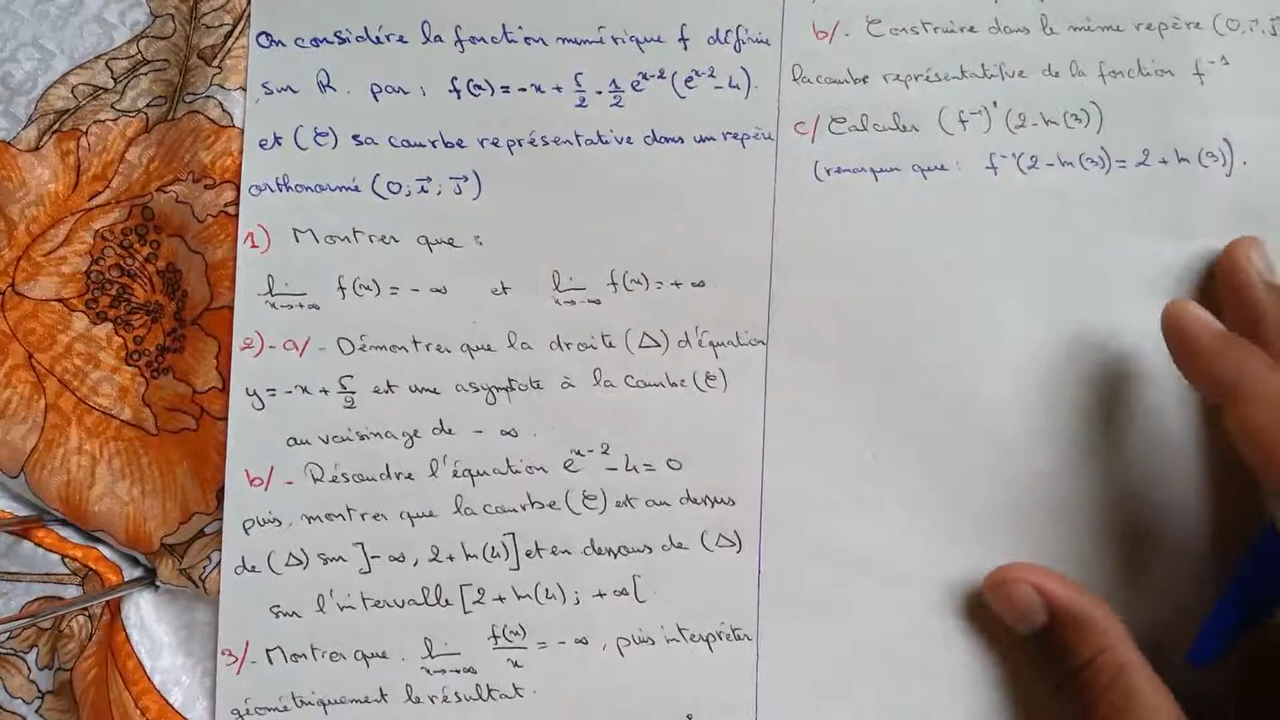 On considére la fonction numérique f définie
sur R. par: f(x) = -x + 5/2 - 1/2 e^{x-2} (e^{x-2} - 4).
et (C) sa courbe représentative dans un repère
orthonormé (O; i⃗; j⃗)
1) Montrer que :
lim_{x→+∞} f(x) = -∞ et lim_{x→-∞} f(x) = +∞
2)-a/- Démontrer que la droite (Δ) d'équation
y = -x + 5/2 est une asymptote à la courbe (C)
au voisinage de -∞.
b/- Résoudre l'équation e^{x-2} - 4 = 0
puis, montrer que la courbe (C) est au dessus
de (Δ) sur ]-∞, 2+ln(4)] et en dessous de (Δ)
sur l'intervalle [2+ln(4); +∞[
3/- Montrer que. lim_{x→+∞} f(x)/x = -∞, puis interpréter
géométriquement le résultat.
b/. Construire dans le même repère (O, i⃗, j⃗
la courbe représentative de la fonction f^{-1}
c/ Calculer (f^{-1})'(2-ln(3))
(remarquer que: f^{-1}(2-ln(3)) = 2+ln(3)).